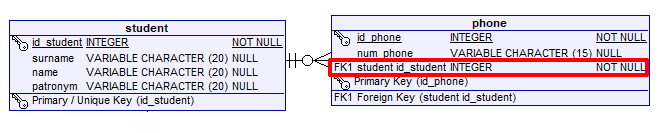 student
id_student INTEGER NOT NULL
surname VARIABLE CHARACTER (20) NULL
name VARIABLE CHARACTER (20) NULL
patronym VARIABLE CHARACTER (20) NULL
Primary / Unique Key (id_student)
phone
id_phone INTEGER NOT NULL
num_phone VARIABLE CHARACTER (15) NULL
FK1 student id_student INTEGER NOT NULL
Primary Key (id_phone)
FK1 Foreign Key (student id_student)